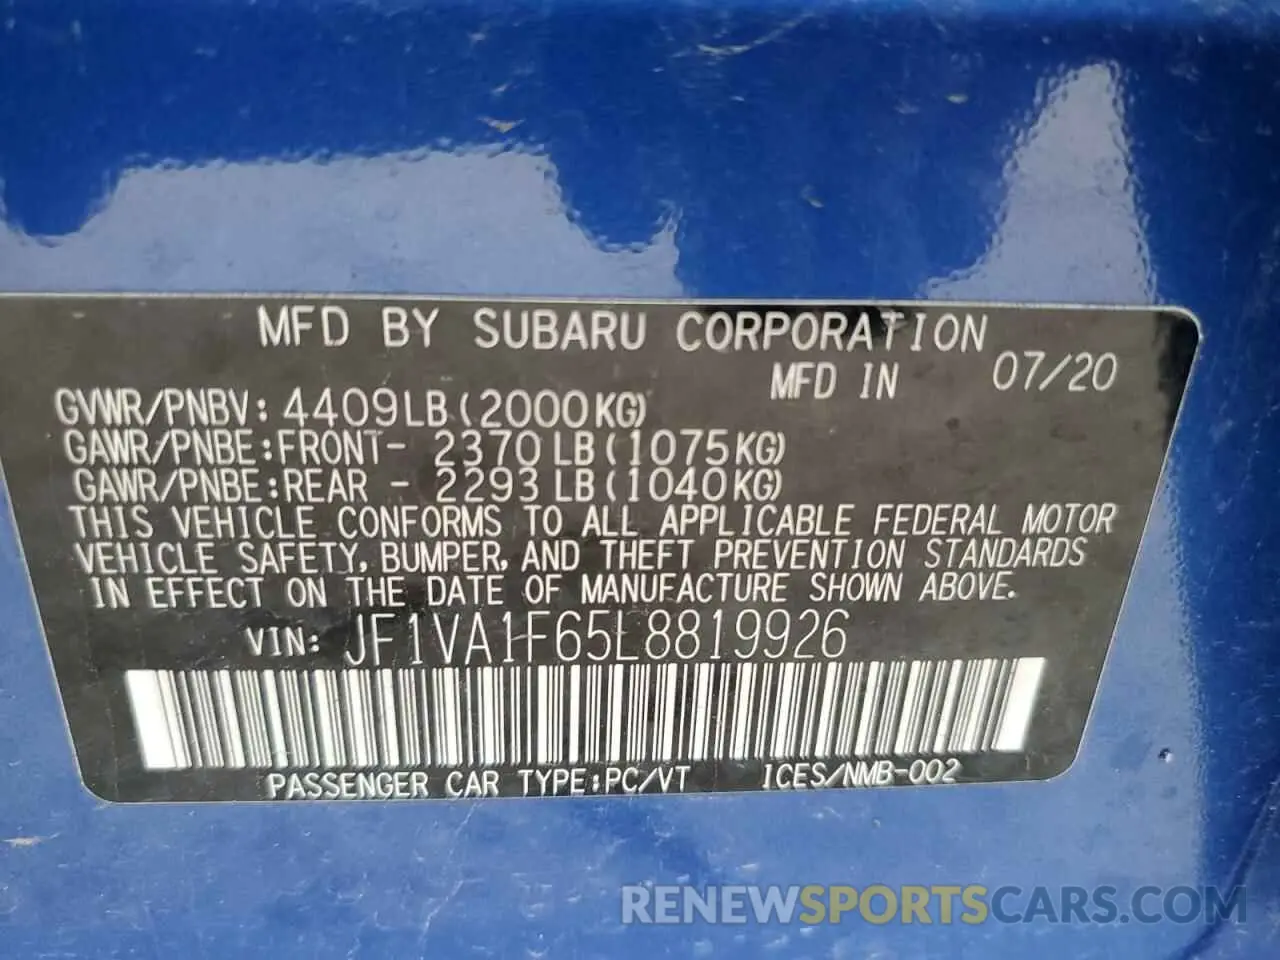 MFD BY SUBARU CORPORATION
MFD IN 07/20
GVWR/PNBV: 4409LB(2000KG)
GAWR/PNBE:FRONT- 2370LB(1075KG)
GAWR/PNBE:REAR - 2293LB(1040KG)
THIS VEHICLE CONFORMS TO ALL APPLICABLE FEDERAL MOTOR
VEHICLE SAFETY, BUMPER, AND THEFT PREVENTION STANDARDS
IN EFFECT ON THE DATE OF MANUFACTURE SHOWN ABOVE.
VIN: JF1VA1F65L8819926
PASSENGER CAR TYPE:PC/VT ICES/NMB-002
RENEWSPORTSCARS.COM